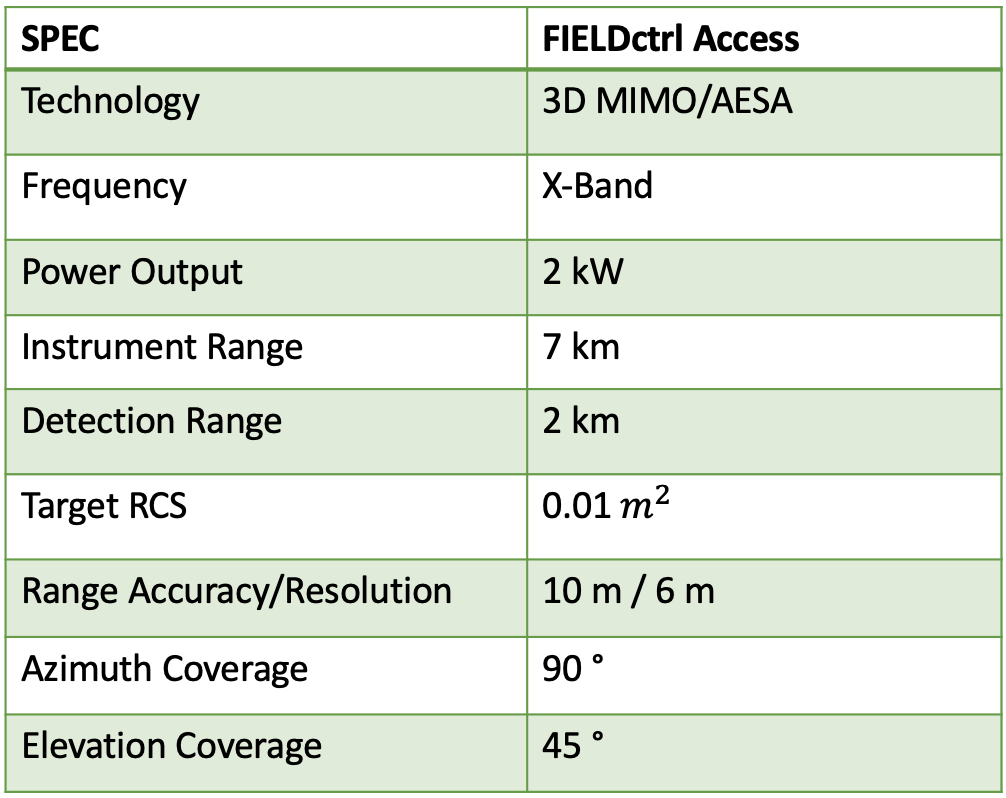 SPEC FIELDctrl Access
Technology 3D MIMO/AESA
Frequency X-Band
Power Output 2 kW
Instrument Range 7 km
Detection Range 2 km
Target RCS 0.01 m²
Range Accuracy/Resolution 10 m / 6 m
Azimuth Coverage 90 °
Elevation Coverage 45 °